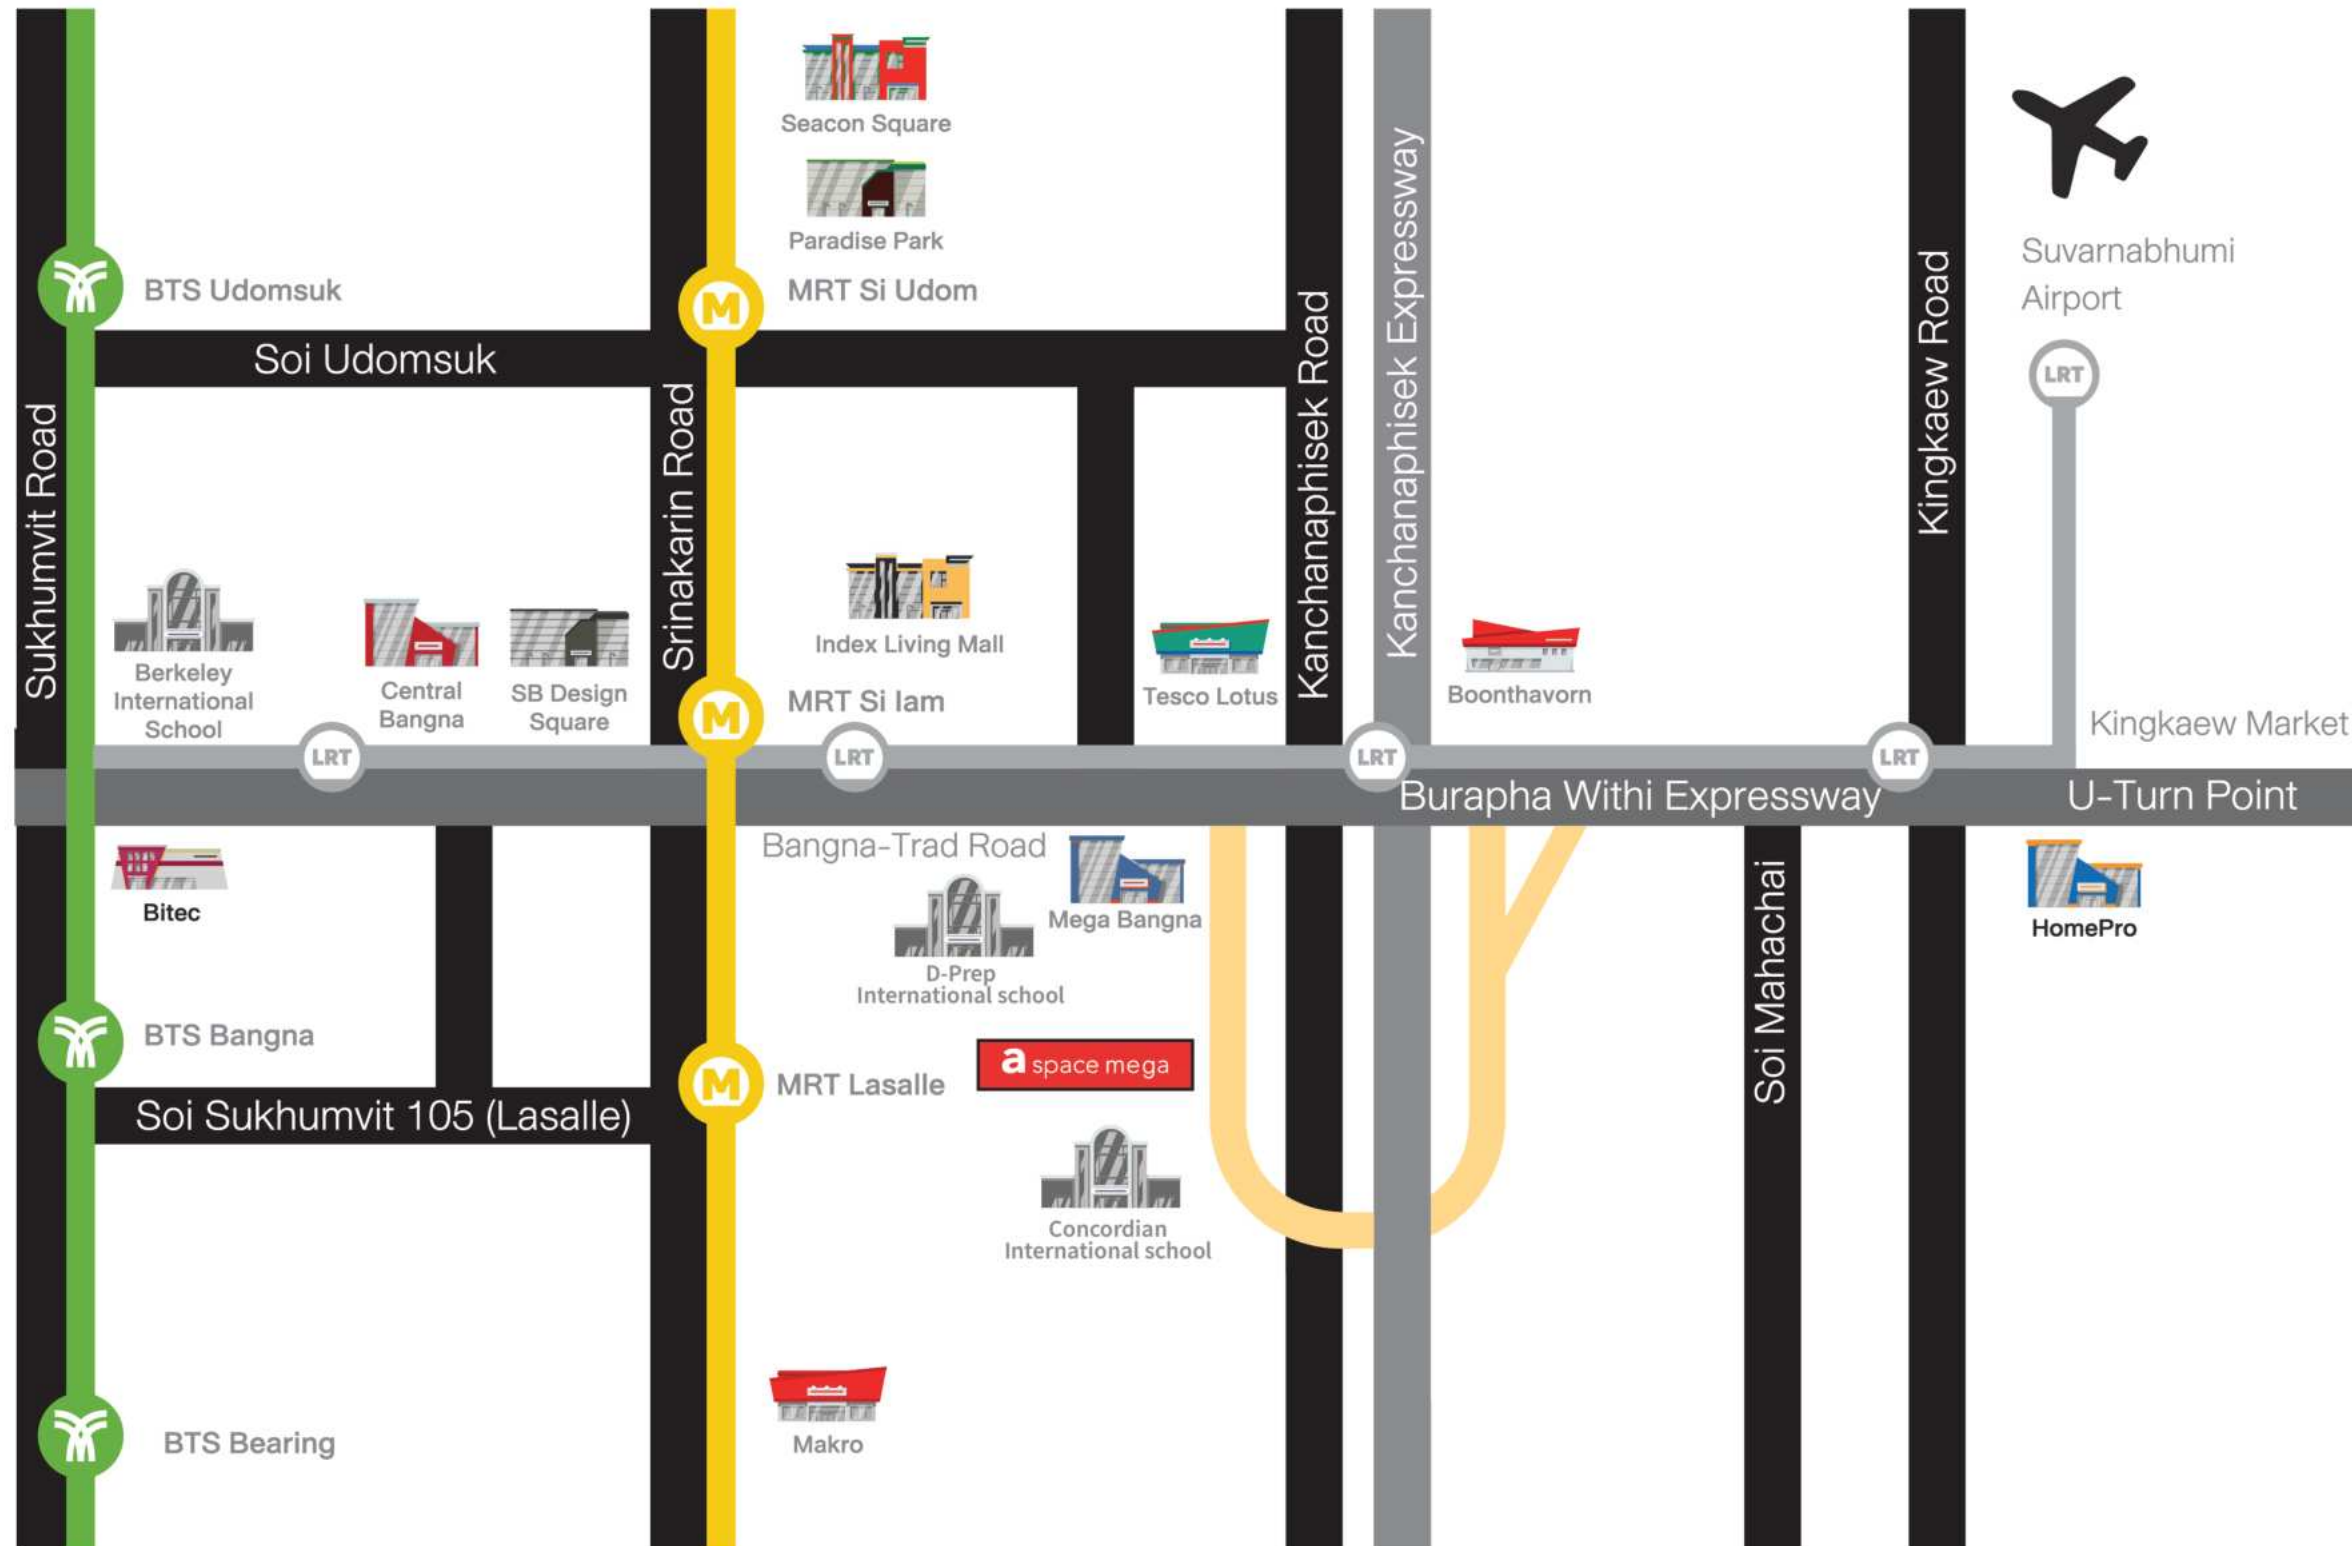 Seacon Square
Paradise Park
BTS Udomsuk
MRT Si Udom
Soi Udomsuk
Sukhumvit Road
Srinakarin Road
Kanchanaphisek Road
Kanchanaphisek Expressway
Kingkaew Road
Suvarnabhumi
Airport
LRT
Berkeley
International
School
Central
Bangna
SB Design
Square
Index Living Mall
MRT Si Iam
Tesco Lotus
Boonthavorn
Kingkaew Market
LRT
LRT
LRT
LRT
Burapha Withi Expressway
U-Turn Point
Bangna-Trad Road
Bitec
D-Prep
International school
Mega Bangna
Soi Mahachai
HomePro
BTS Bangna
MRT Lasalle
a space mega
Soi Sukhumvit 105 (Lasalle)
Concordian
International school
BTS Bearing
Makro
M
M
M